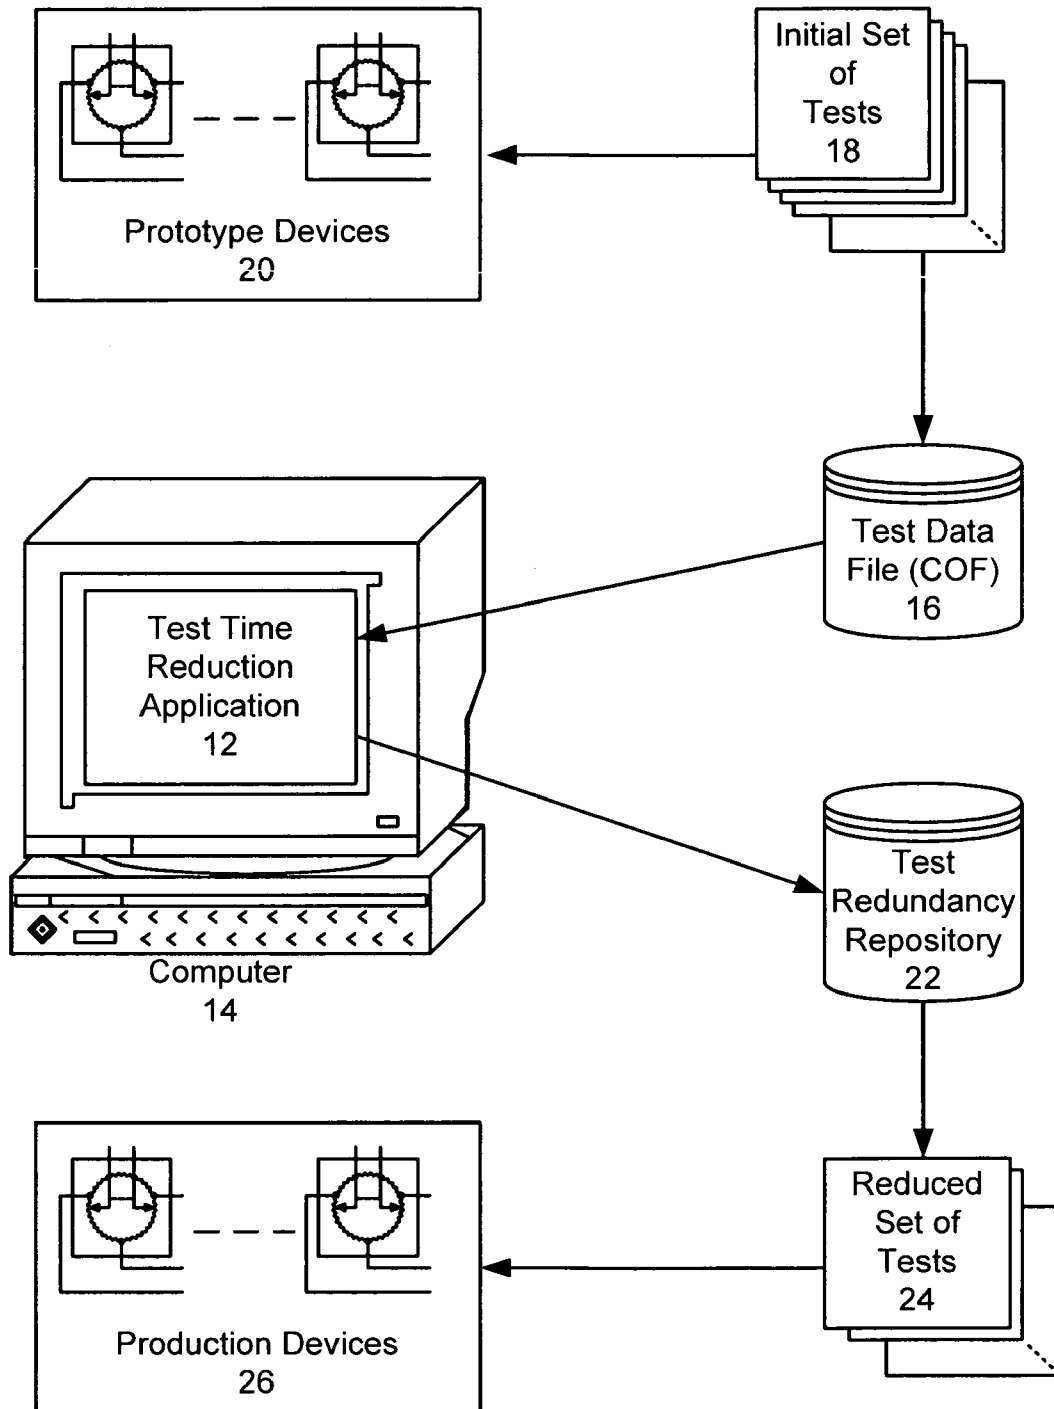 Initial Set
of
Tests
18
Prototype Devices
20
Test Data
File (COF)
16
Test Time
Reduction
Application
12
Test
Redundancy
Repository
22
Computer
14
Reduced
Set of
Tests
24
Production Devices
26